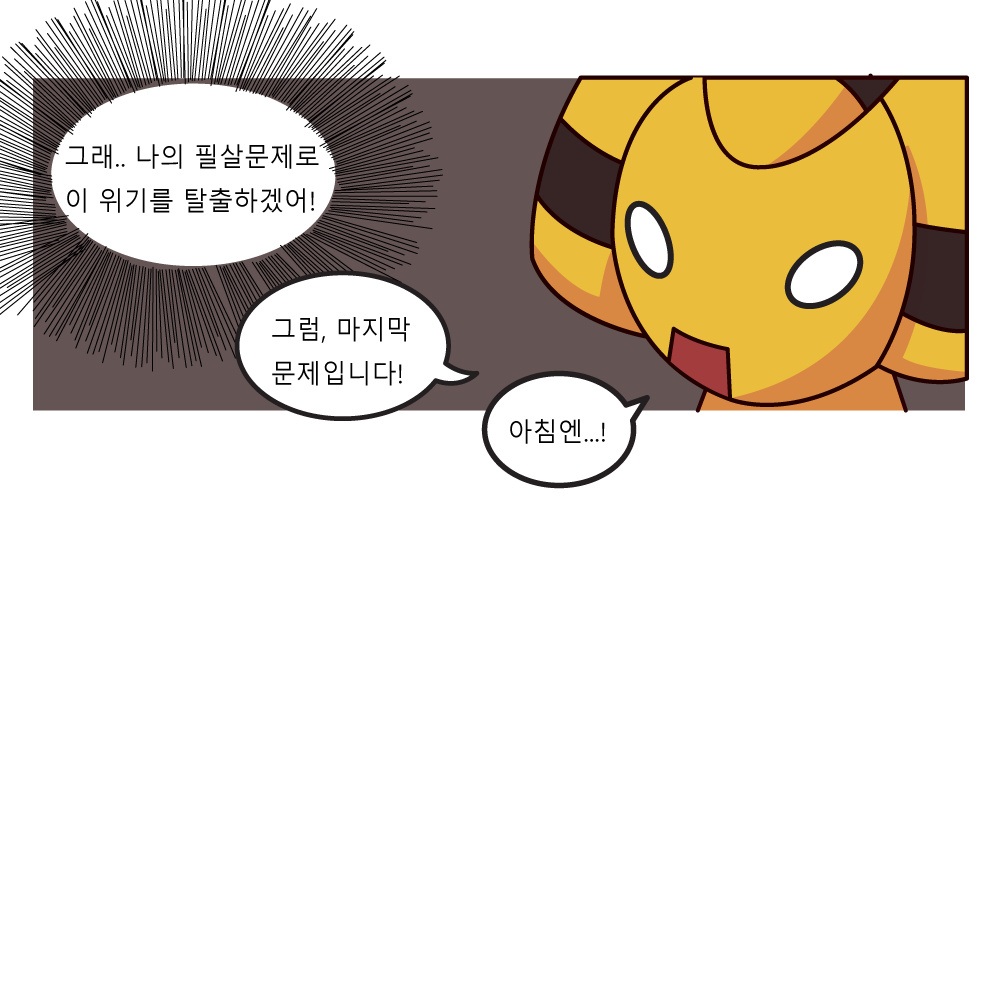 그래.. 나의 필살문제로
이 위기를 탈출하겠어!
그럼, 마지막
문제입니다!
아침엔...!